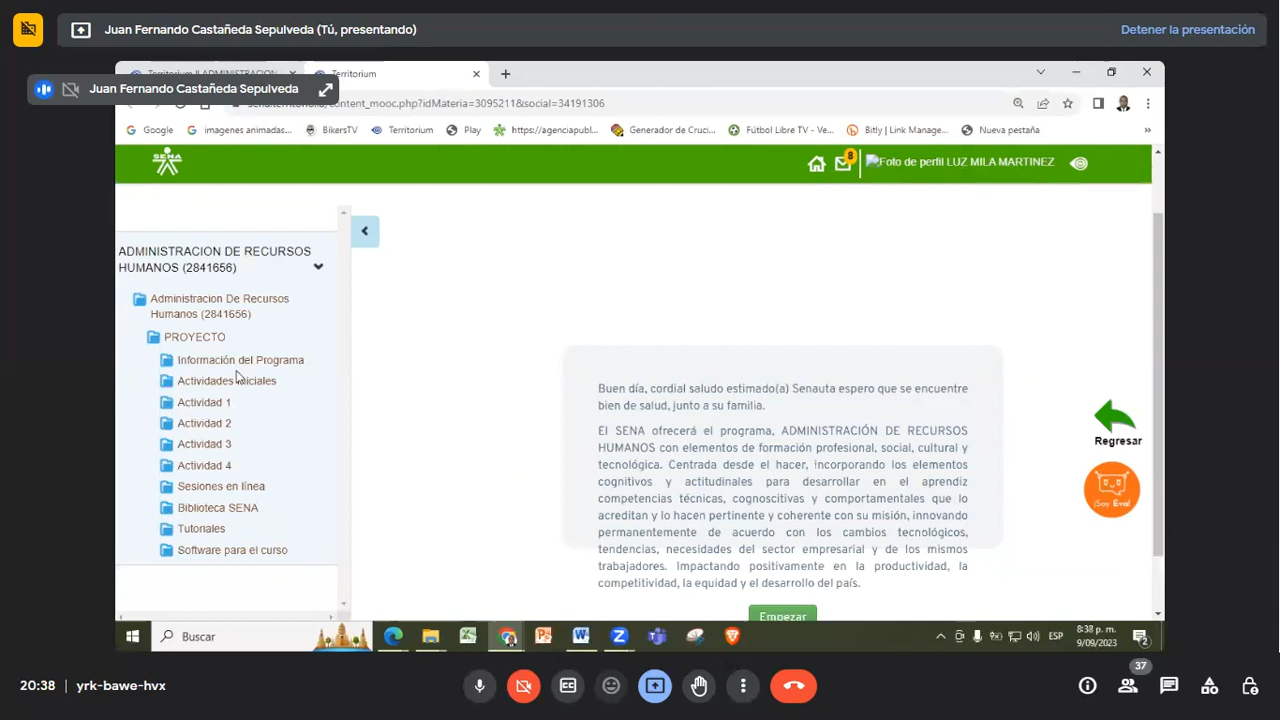 Juan Fernando Castañeda Sepulveda (Tú, presentando)
Detener la presentación
Territorium
Juan Fernando Castañeda Sepulveda
content_mooc.php?idMateria=3095211&social=34191306
Google
imagenes animadas...
BikersTV
Territorium
Play
https://agenciapubl...
Generador de Cruci...
Fútbol Libre TV - Ve...
Bitly | Link Manage...
Nueva pestaña
»
SENA
8
Foto de perfil LUZ MILA MARTINEZ
ADMINISTRACION DE RECURSOS
HUMANOS (2841656)
Administracion De Recursos
Humanos (2841656)
PROYECTO
Información del Programa
Actividades Iniciales
Actividad 1
Actividad 2
Actividad 3
Actividad 4
Sesiones en línea
Biblioteca SENA
Tutoriales
Software para el curso
Buen día, cordial saludo estimado(a) Senauta espero que se encuentre
bien de salud, junto a su familia.
El SENA ofrecerá el programa, ADMINISTRACIÓN DE RECURSOS
HUMANOS con elementos de formación profesional, social, cultural y
tecnológica. Centrada desde el hacer, incorporando los elementos
cognitivos y actitudinales para desarrollar en el aprendiz
competencias técnicas, cognoscitivas y comportamentales que lo
acreditan y lo hacen pertinente y coherente con su misión, innovando
permanentemente de acuerdo con los cambios tecnológicos,
tendencias, necesidades del sector empresarial y de los mismos
trabajadores. Impactando positivamente en la productividad, la
competitividad, la equidad y el desarrollo del país.
Empezar
Regresar
¡Soy Eva!
Buscar
ESP
8:38 p. m.
9/09/2023
2
20:38 | yrk-bawe-hvx
37